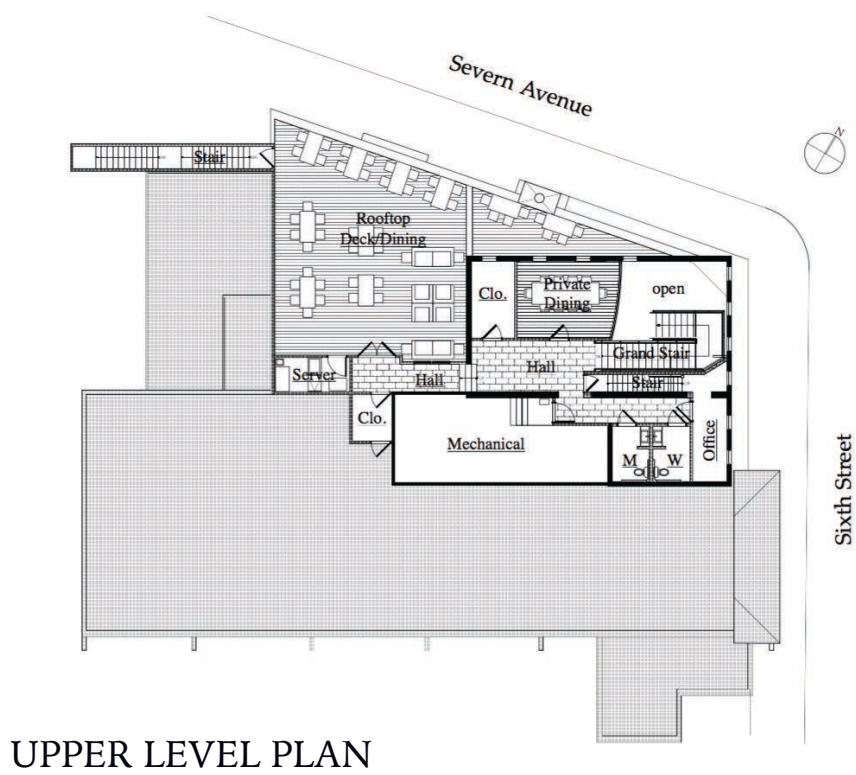 Severn Avenue
N
Stair
Rooftop
Deck/Dining
Clo.
Private
Dining
open
Grand Stair
Hall
Stair
Server
Hall
Clo.
Mechanical
M
W
Office
Sixth Street
UPPER LEVEL PLAN